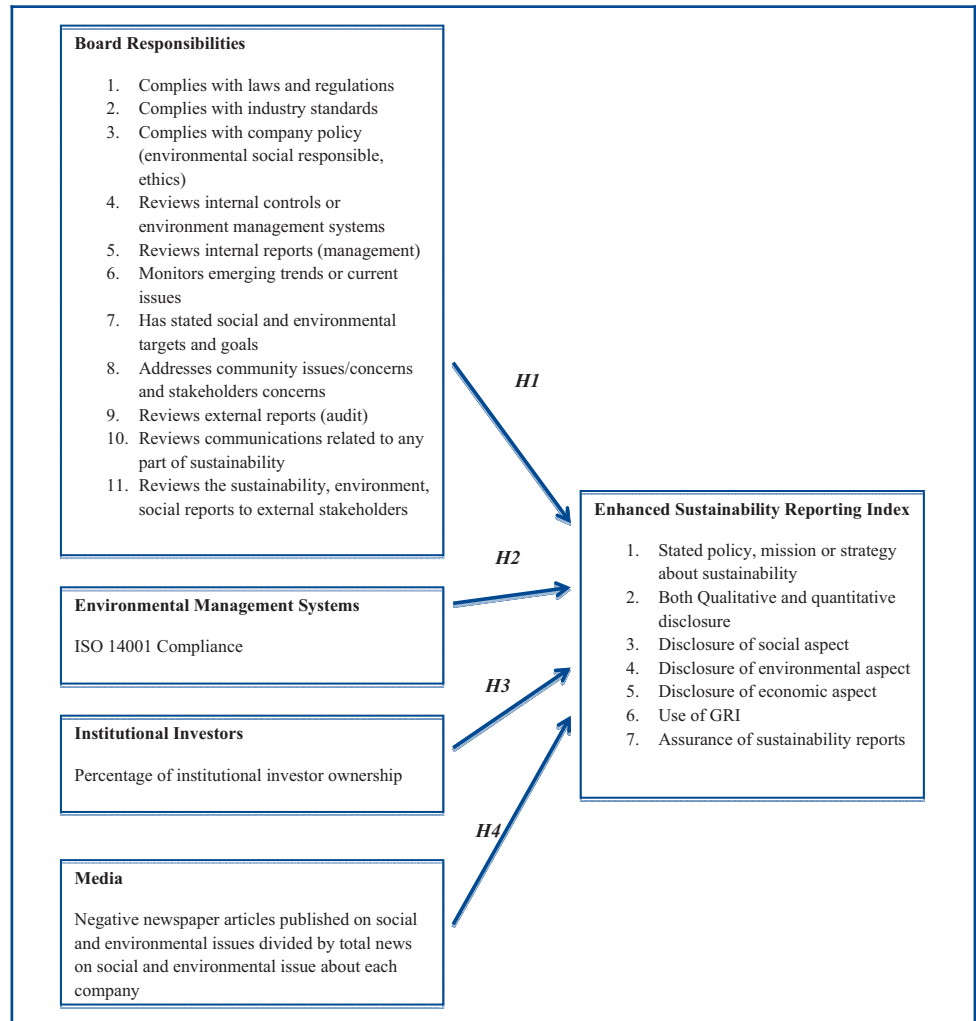 Board Responsibilities
1. Complies with laws and regulations
2. Complies with industry standards
3. Complies with company policy
(environmental social responsible,
ethics)
4. Reviews internal controls or
environment management systems
5. Reviews internal reports (management)
6. Monitors emerging trends or current
issues
7. Has stated social and environmental
targets and goals
8. Addresses community issues/concerns
and stakeholders concerns
9. Reviews external reports (audit)
10. Reviews communications related to any
part of sustainability
11. Reviews the sustainability, environment,
social reports to external stakeholders
H1
Environmental Management Systems
ISO 14001 Compliance
H2
Institutional Investors
Percentage of institutional investor ownership
H3
Media
Negative newspaper articles published on social
and environmental issues divided by total news
on social and environmental issue about each
company
H4
Enhanced Sustainability Reporting Index
1. Stated policy, mission or strategy
about sustainability
2. Both Qualitative and quantitative
disclosure
3. Disclosure of social aspect
4. Disclosure of environmental aspect
5. Disclosure of economic aspect
6. Use of GRI
7. Assurance of sustainability reports